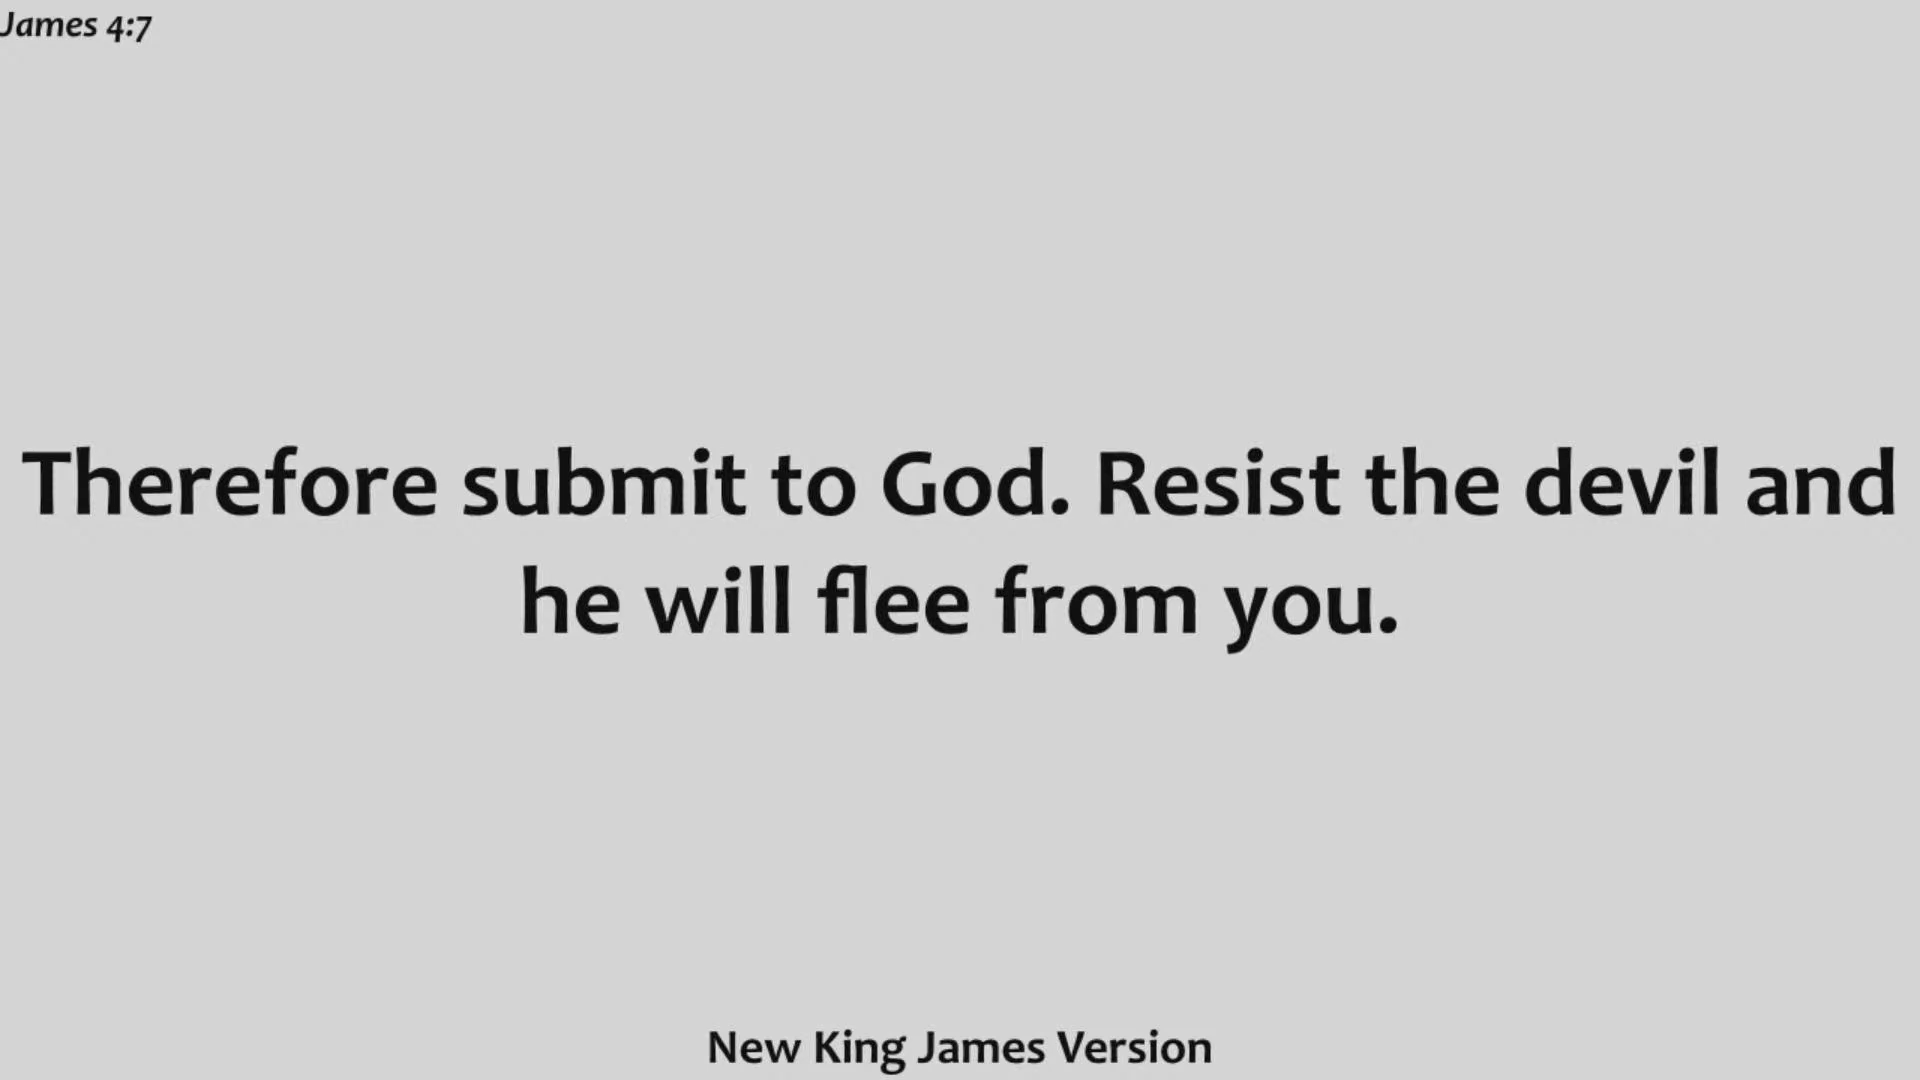 James 4:7
Therefore submit to God. Resist the devil and
he will flee from you.
New King James Version